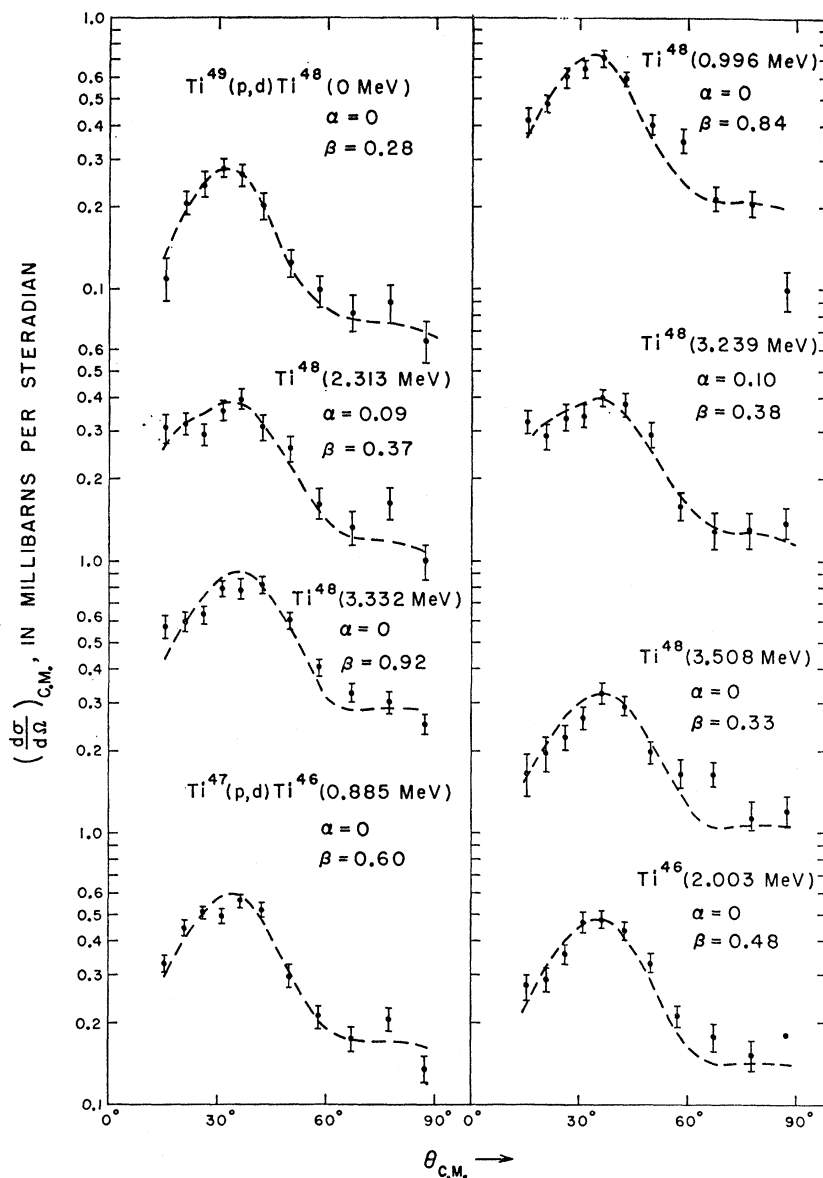 Ti⁴⁹(p,d)Ti⁴⁸(0 MeV)
α = 0
β = 0.28
Ti⁴⁸(2.313 MeV)
α = 0.09
β = 0.37
Ti⁴⁸(3.332 MeV)
α = 0
β = 0.92
Ti⁴⁷(p,d)Ti⁴⁶(0.885 MeV)
α = 0
β = 0.60
Ti⁴⁸(0.996 MeV)
α = 0
β = 0.84
Ti⁴⁸(3.239 MeV)
α = 0.10
β = 0.38
Ti⁴⁸(3.508 MeV)
α = 0
β = 0.33
Ti⁴⁶(2.003 MeV)
α = 0
β = 0.48
(dσ/dΩ)C.M., IN MILLIBARNS PER STERADIAN
1.0
0.6
0.5
0.4
0.3
0.2
0.1
0.6
0.5
0.4
0.3
0.2
1.0
0.6
0.5
0.3
0.2
1.0
0.6
0.5
0.4
0.3
0.2
0.1
0° 30° 60° 90° 0° 30° 60° 90°
θC.M. →